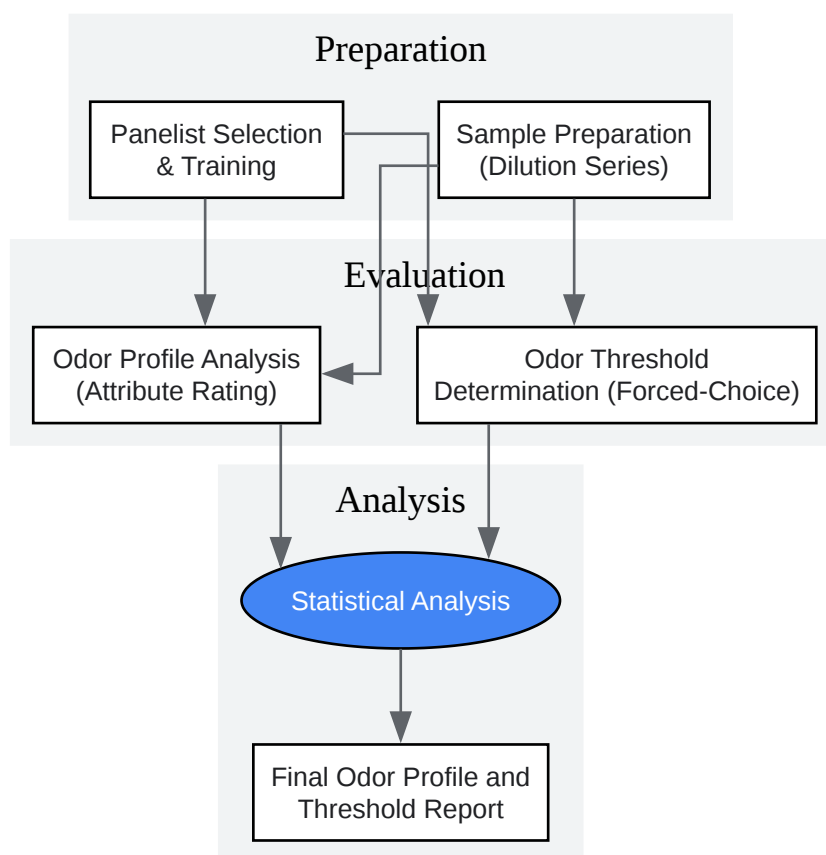 Preparation
Panelist Selection
& Training
Sample Preparation
(Dilution Series)
Evaluation
Odor Profile Analysis
(Attribute Rating)
Odor Threshold
Determination (Forced-Choice)
Analysis
Statistical Analysis
Final Odor Profile and
Threshold Report